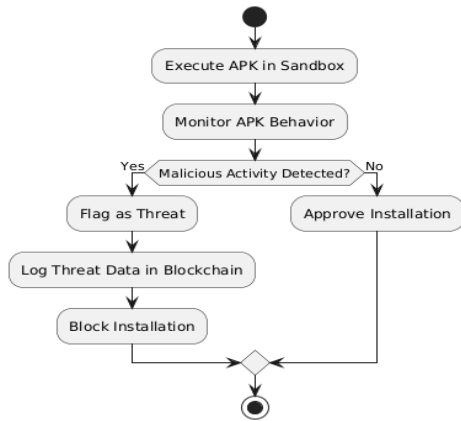 Execute APK in Sandbox
Monitor APK Behavior
Yes
Malicious Activity Detected?
No
Flag as Threat
Approve Installation
Log Threat Data in Blockchain
Block Installation